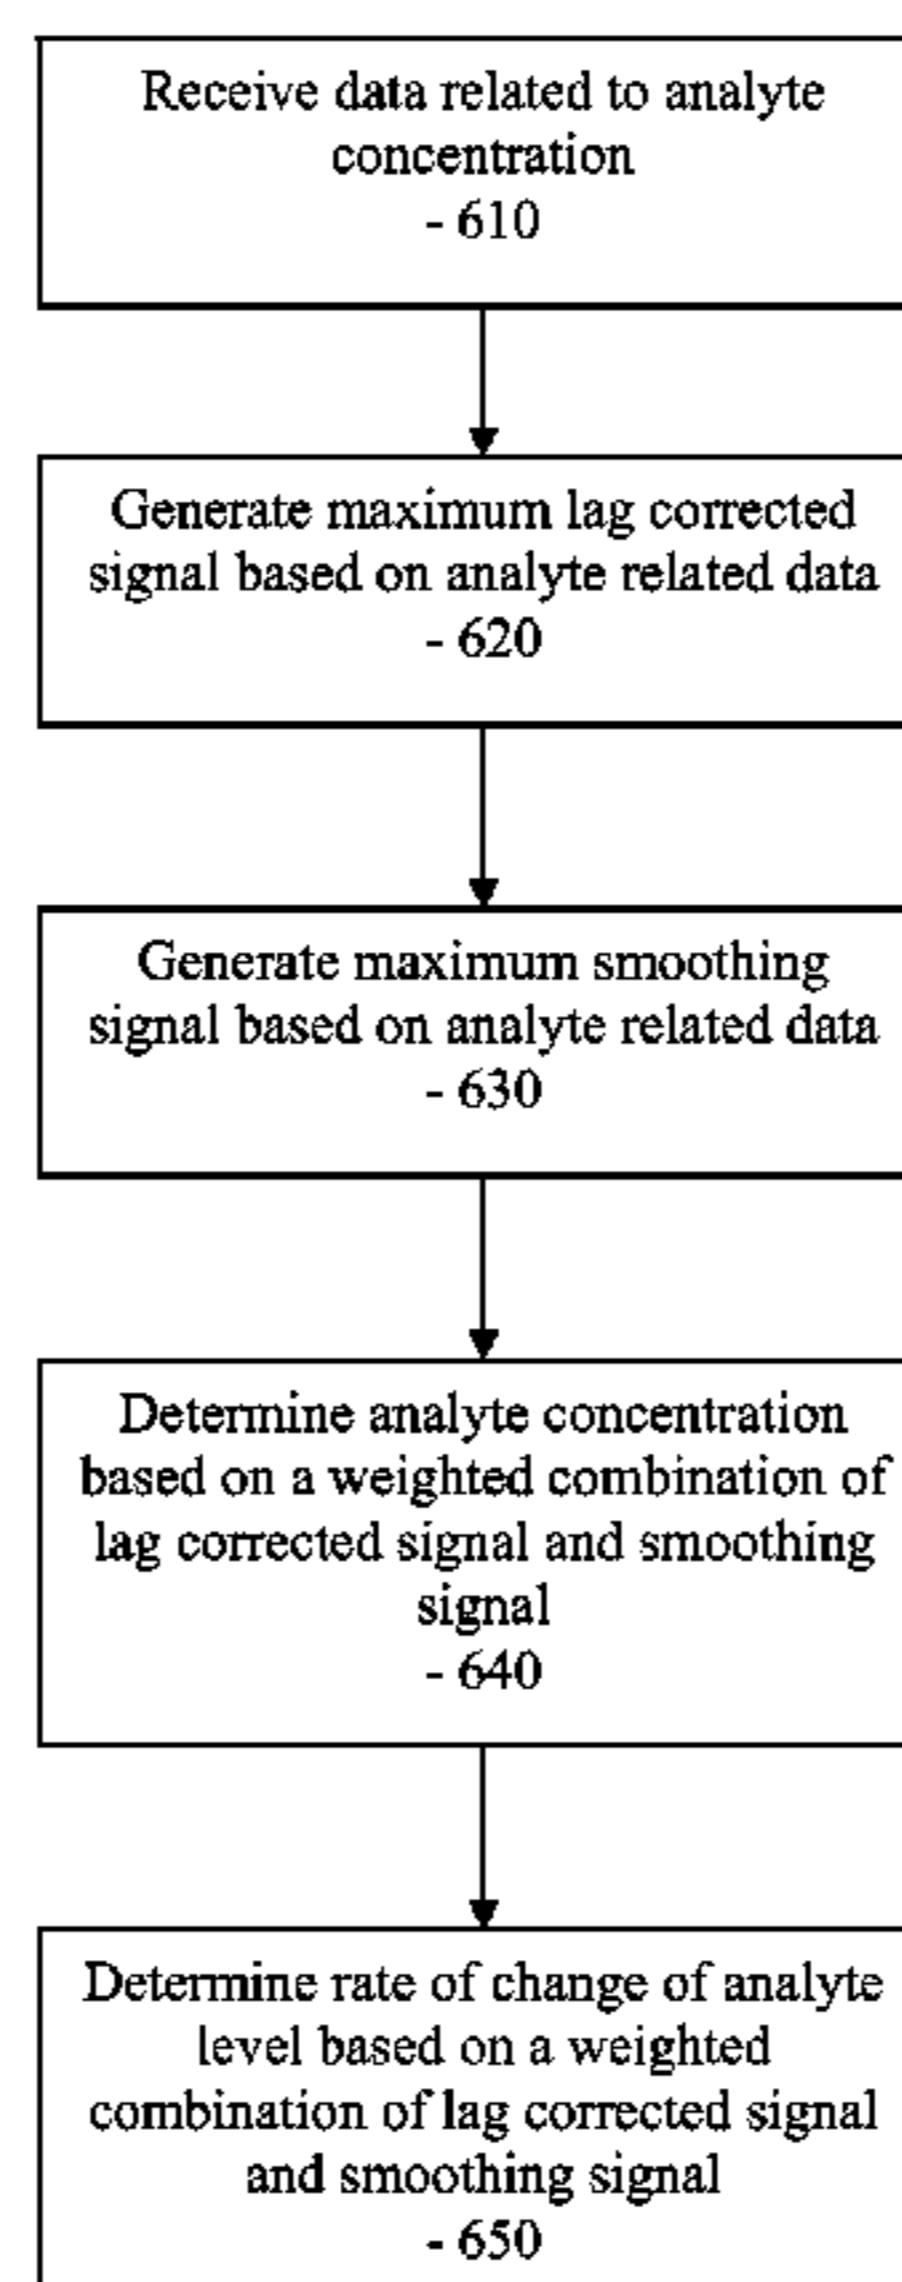 Receive data related to analyte
concentration
- 610
Generate maximum lag corrected
signal based on analyte related data
- 620
Generate maximum smoothing
signal based on analyte related data
- 630
Determine analyte concentration
based on a weighted combination of
lag corrected signal and smoothing
signal
- 640
Determine rate of change of analyte
level based on a weighted
combination of lag corrected signal
and smoothing signal
- 650